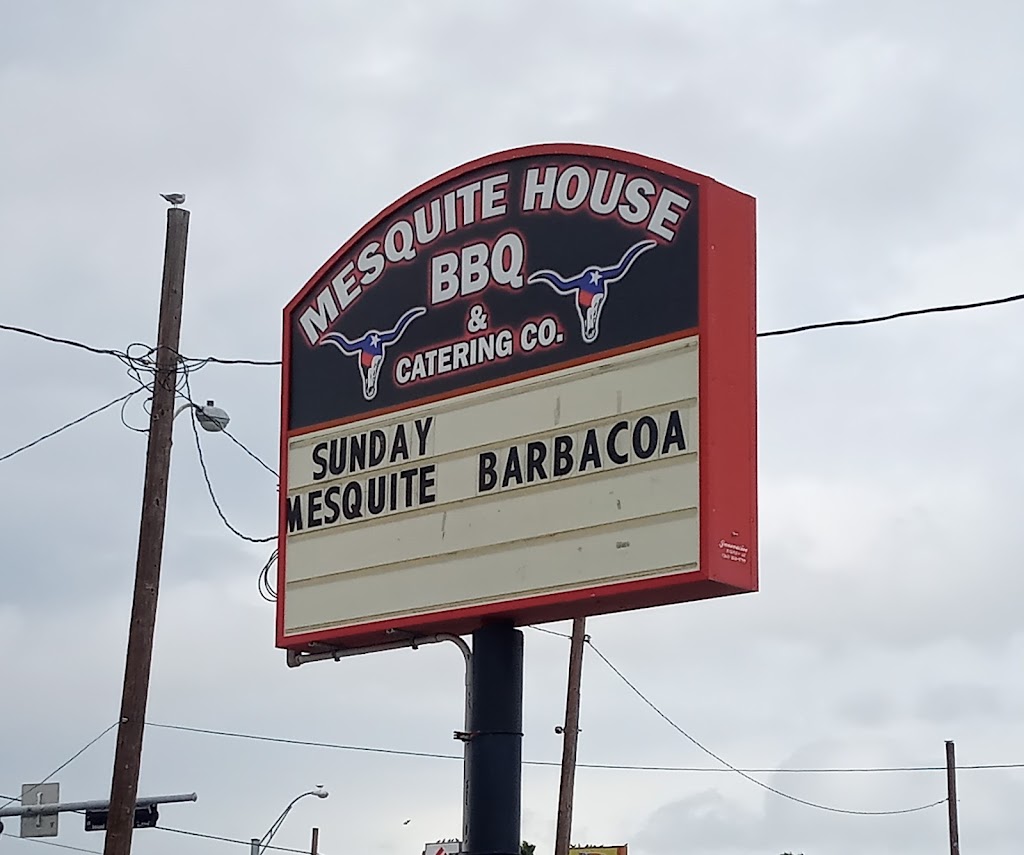 MESQUITE HOUSE
BBQ
&
CATERING CO.
SUNDAY
MESQUITE BARBACOA